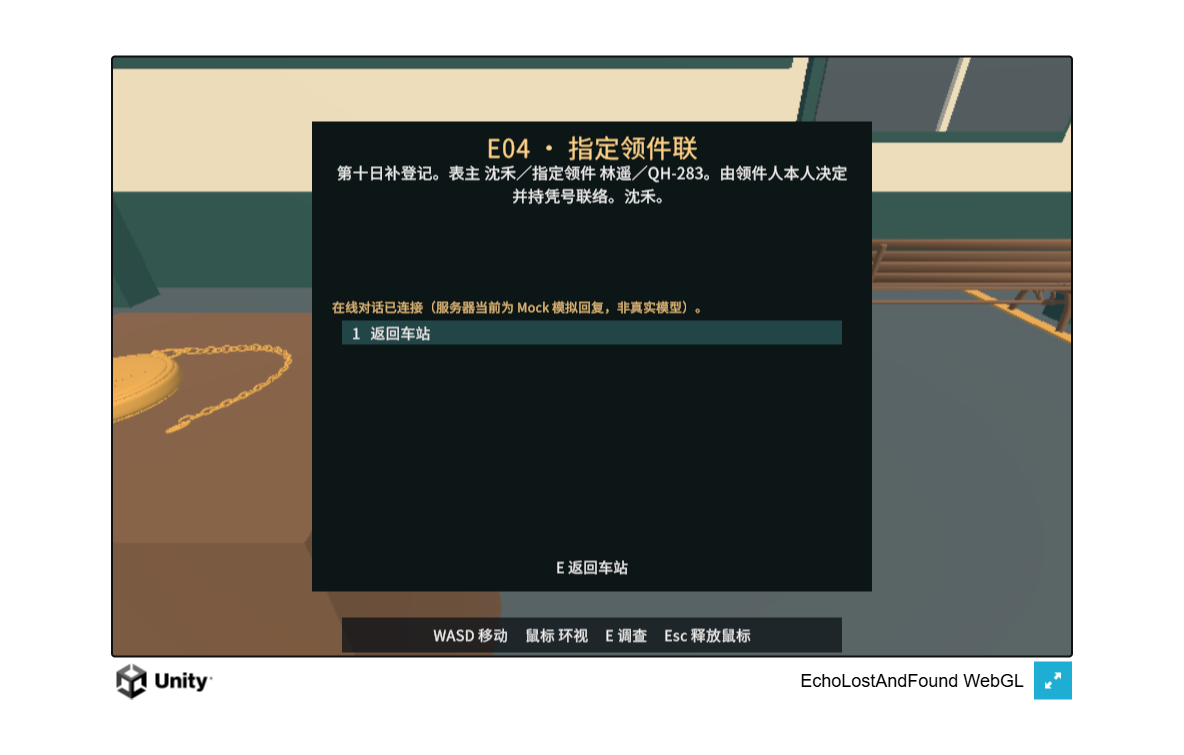 E04 · 指定领件联
第十日补登记。表主 沈禾／指定领件 林遥／QH-283。由领件人本人决定
并持凭号联络。沈禾。
在线对话已连接（服务器当前为 Mock 模拟回复，非真实模型）。
1 返回车站
E 返回车站
WASD 移动 鼠标 环视 E 调查 Esc 释放鼠标
Unity
EchoLostAndFound WebGL